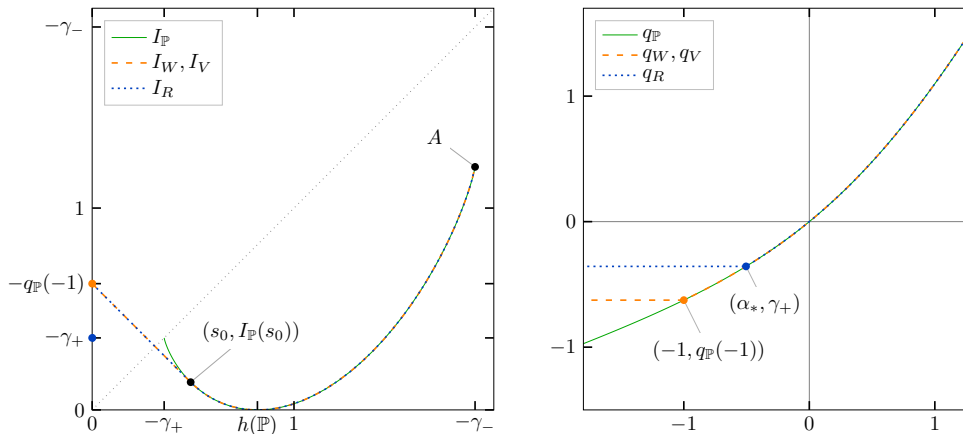 −γ₋
I_ℙ
I_W, I_V
I_R
A
1
−q_ℙ(−1)
(s₀, I_ℙ(s₀))
−γ₊
0
0
−γ₊
h(ℙ)
1
−γ₋
q_ℙ
q_W, q_V
q_R
1
0
(α_*, γ₊)
(−1, q_ℙ(−1))
−1
−1
0
1